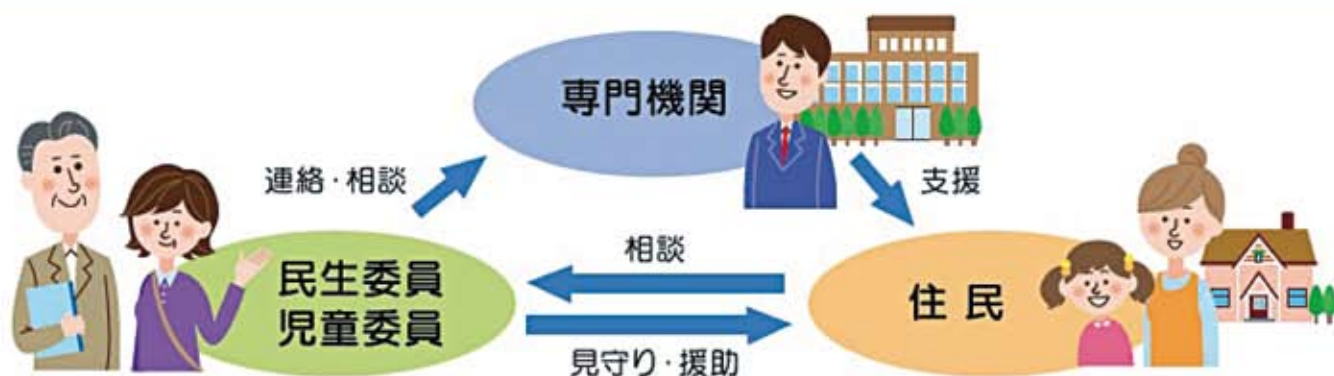 専門機関
連絡・相談
支援
相談
民生委員
児童委員
住民
見守り・援助